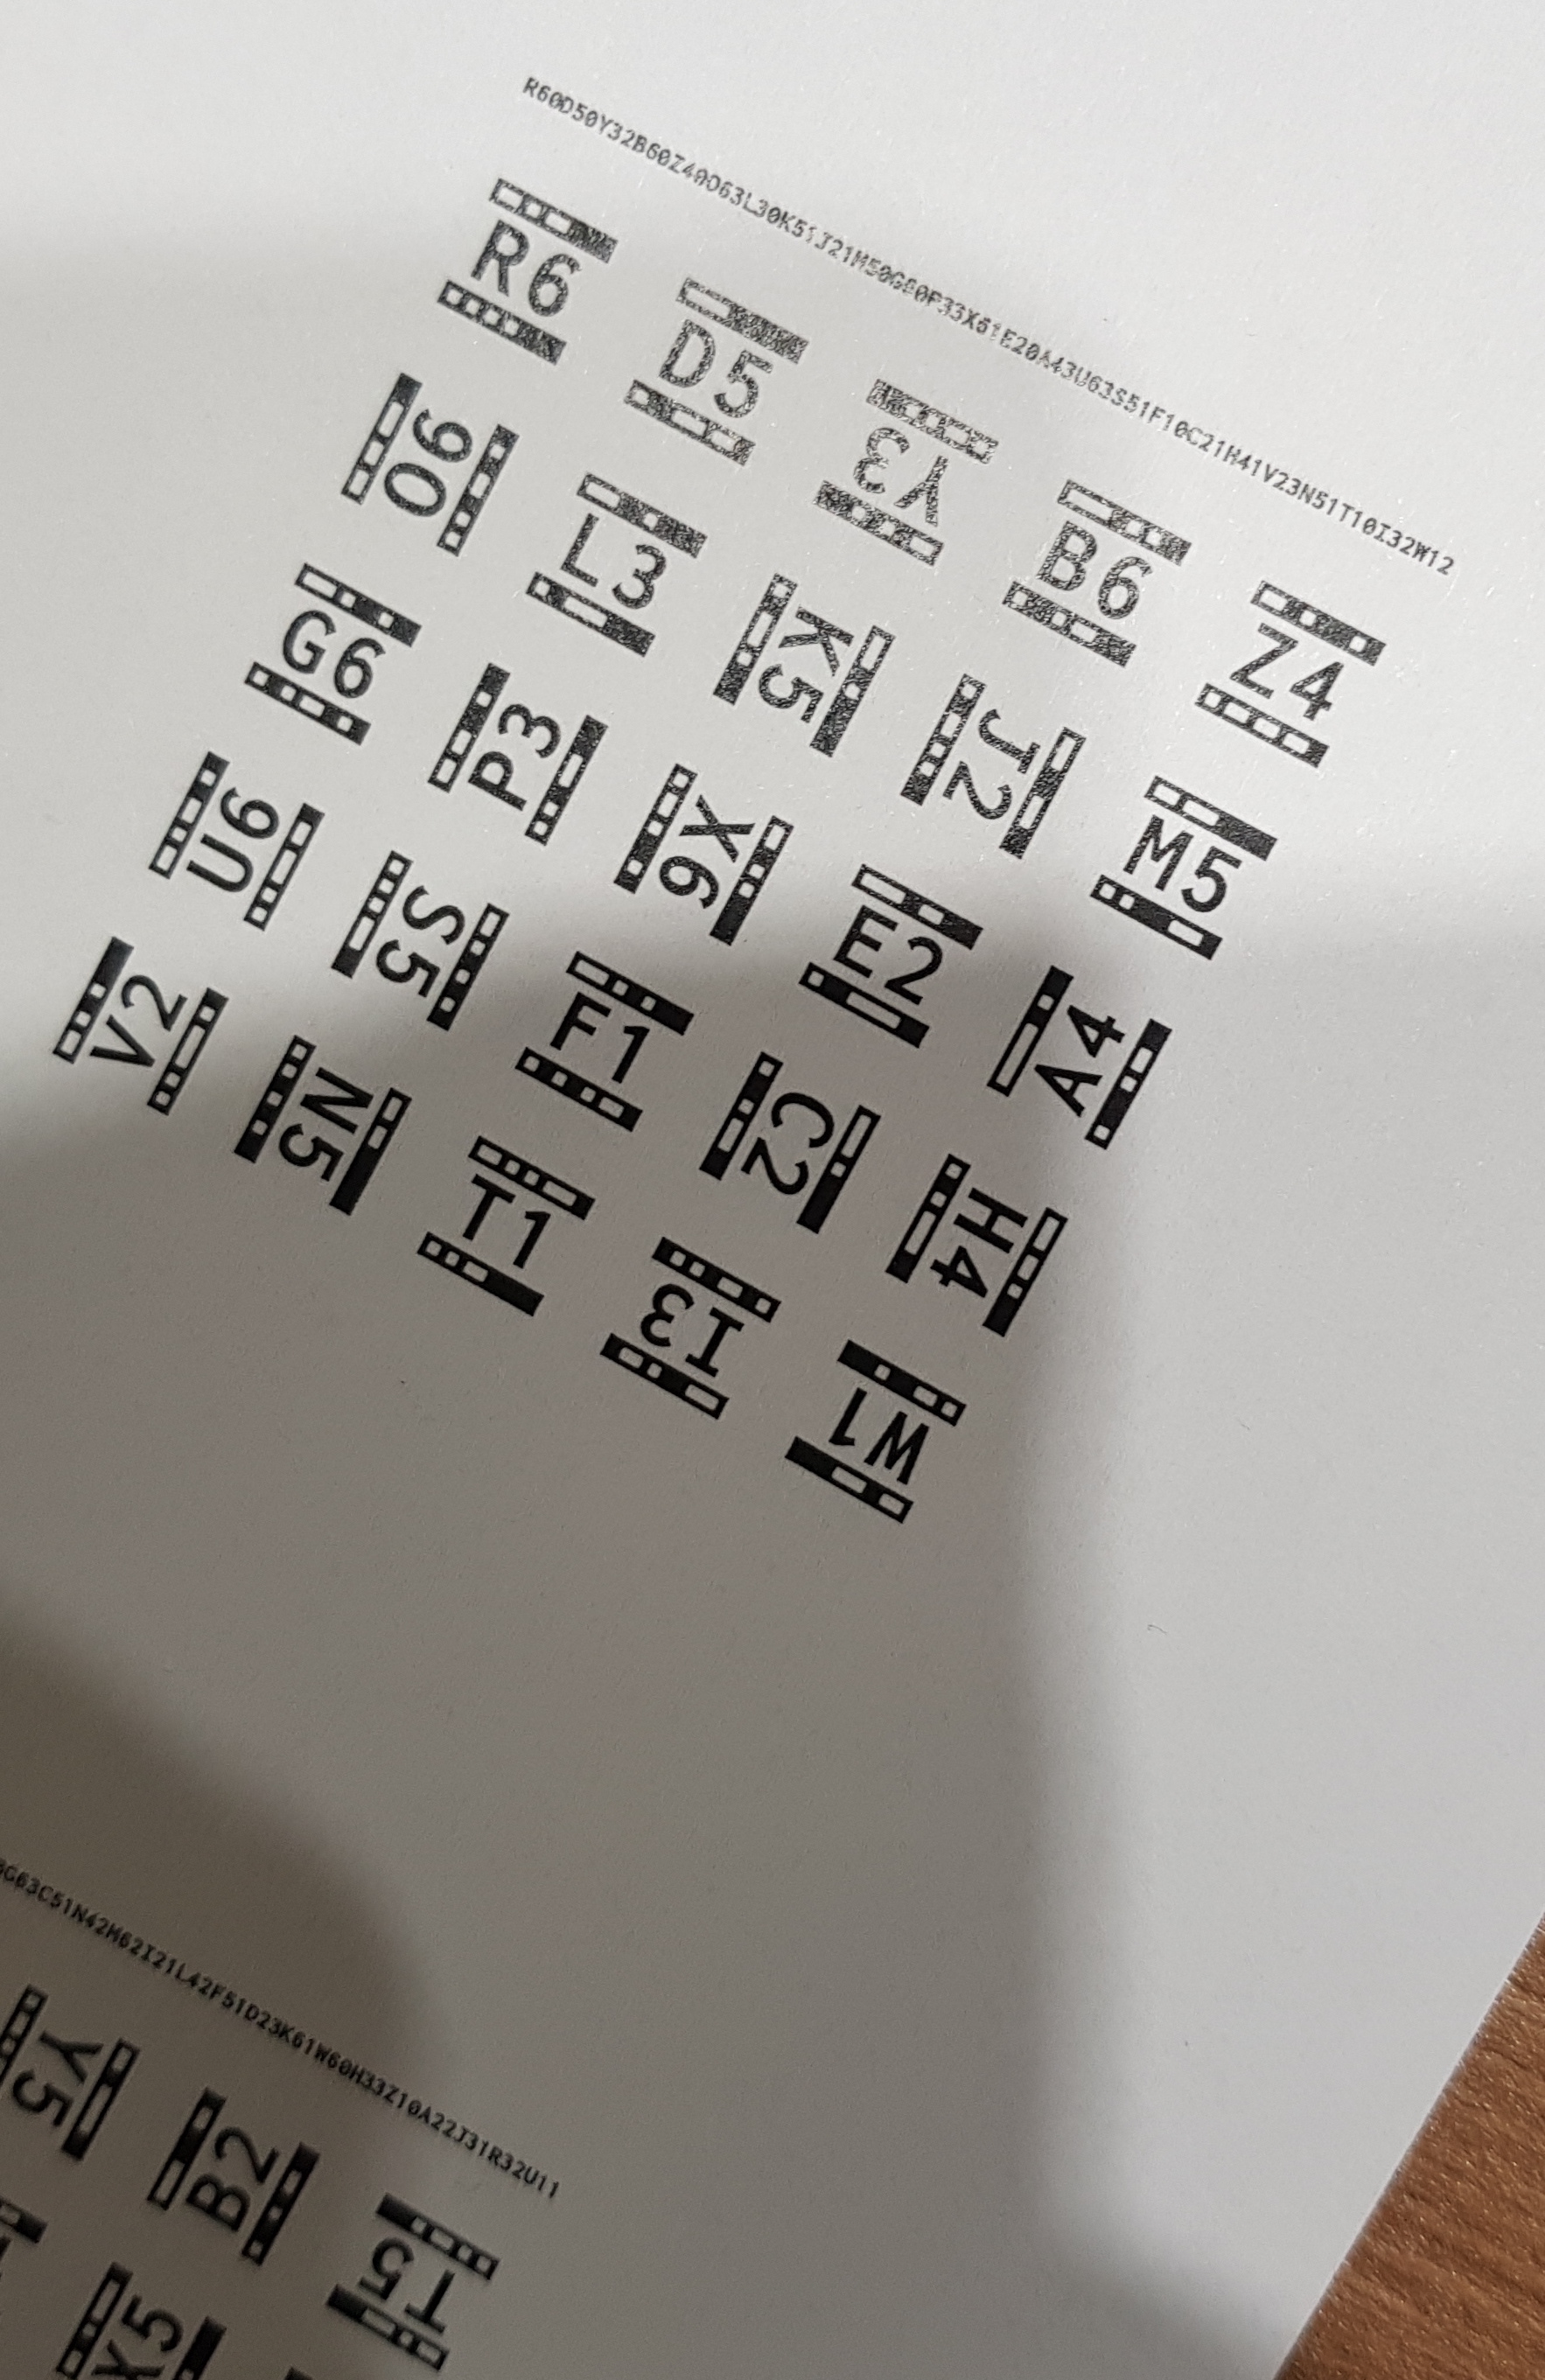 R60D50Y32B60Z40O63L30K51J21M50G60P33X61E20A43U63S51F10C21H41V23N51T10I32W12
R6 D5 Y3 B6 Z4
O6 L3 K5 J2 M5
G6 P3 X6 E2 A4
U6 S5 F1 C2 H4
V2 N5 T1 I3 W1
G63C51N42M62I21L42F51D23K61W60H33Z10A22J31R32U11
Y5 B2 T5
X5